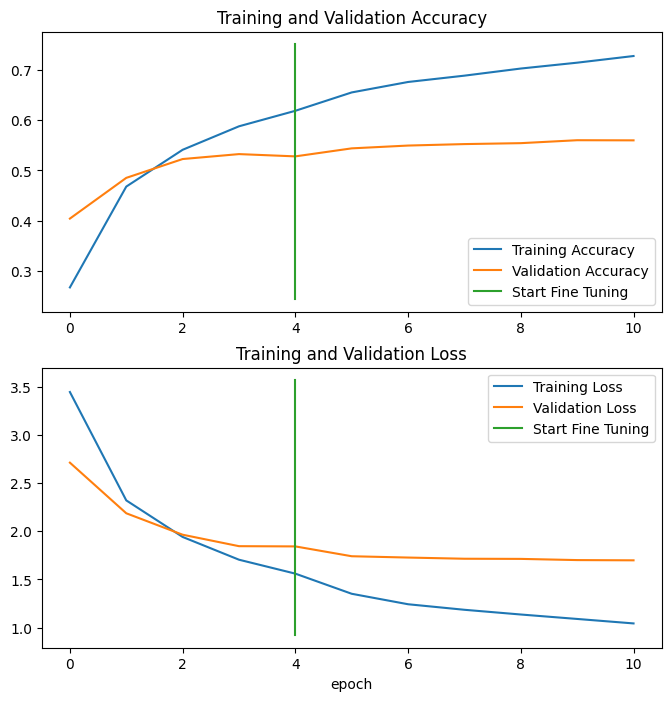 Training and Validation Accuracy
0.7
0.6
0.5
0.4
0.3
Training Accuracy
Validation Accuracy
Start Fine Tuning
0 2 4 6 8 10
Training and Validation Loss
3.5
3.0
2.5
2.0
1.5
1.0
Training Loss
Validation Loss
Start Fine Tuning
0 2 4 6 8 10
epoch